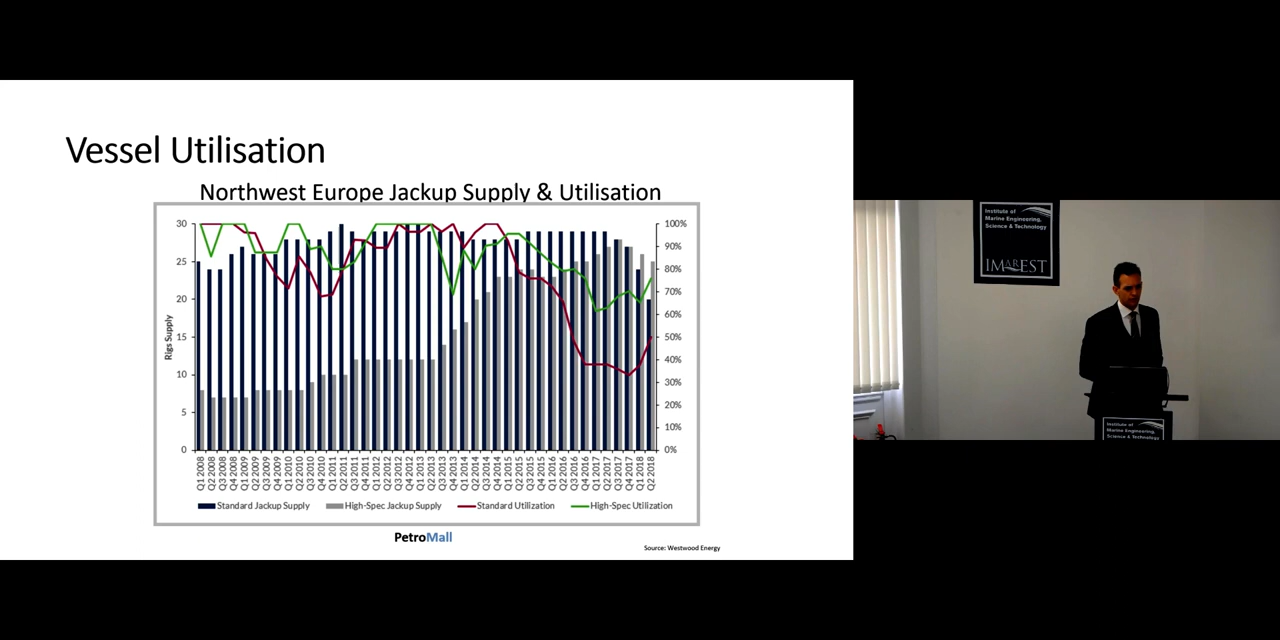 Vessel Utilisation
Northwest Europe Jackup Supply & Utilisation
30
25
20
15
10
5
0
Rigs Supply
100%
90%
80%
70%
60%
50%
40%
30%
20%
10%
0%
Q1 2008
Q2 2008
Q3 2008
Q4 2008
Q1 2009
Q2 2009
Q3 2009
Q4 2009
Q1 2010
Q2 2010
Q3 2010
Q4 2010
Q1 2011
Q2 2011
Q3 2011
Q4 2011
Q1 2012
Q2 2012
Q3 2012
Q4 2012
Q1 2013
Q2 2013
Q3 2013
Q4 2013
Q1 2014
Q2 2014
Q3 2014
Q4 2014
Q1 2015
Q2 2015
Q3 2015
Q4 2015
Q1 2016
Q2 2016
Q3 2016
Q4 2016
Q1 2017
Q2 2017
Q3 2017
Q4 2017
Q1 2018
Q2 2018
Standard Jackup Supply
High-Spec Jackup Supply
Standard Utilization
High-Spec Utilization
PetroMall
Source: Westwood Energy
Institute of
Marine Engineering,
Science & Technology
IMarEST
Institute of
Marine Engineering,
Science & Technology